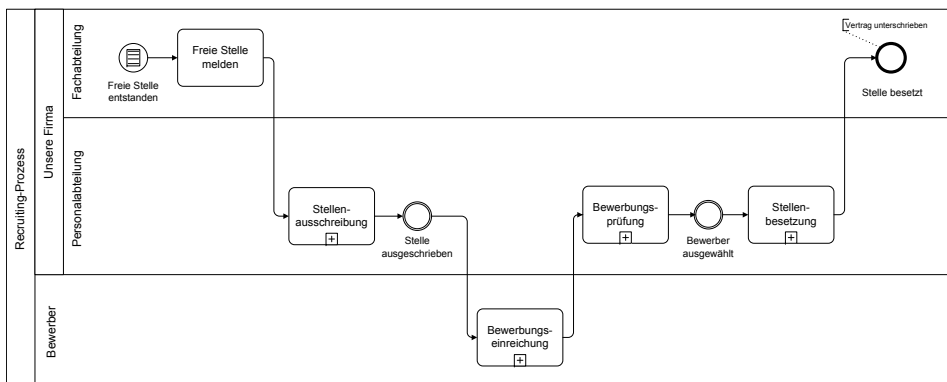 Recruiting-Prozess
Unsere Firma
Fachabteilung
Freie Stelle
entstanden
Freie Stelle
melden
Vertrag unterschrieben
Stelle besetzt
Personalabteilung
Stellen-
ausschreibung
Stelle
ausgeschrieben
Bewerbungs-
prüfung
Bewerber
ausgewählt
Stellen-
besetzung
Bewerber
Bewerbungs-
einreichung